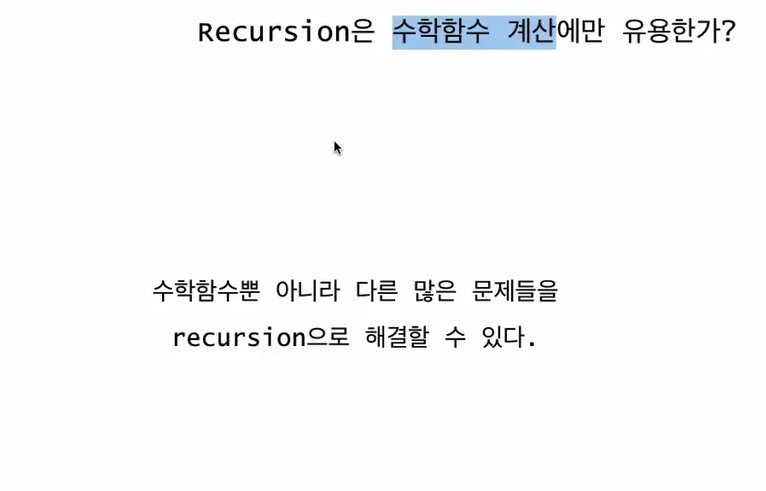 Recursion은 수학함수 계산에만 유용한가?
수학함수뿐 아니라 다른 많은 문제들을
recursion으로 해결할 수 있다.